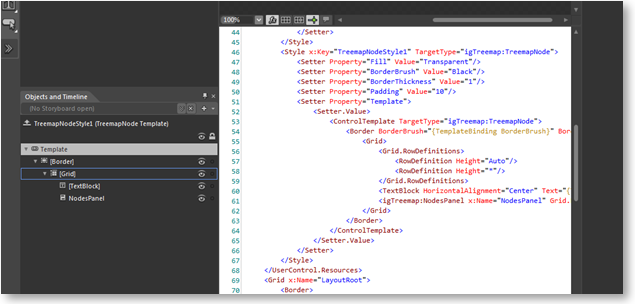 100%
Objects and Timeline
(No Storyboard open)
TreemapNodeStyle1 (TreemapNode Template)
Template
[Border]
[Grid]
[TextBlock]
NodesPanel
44 </Setter>
45 </Style>
46 <Style x:Key="TreemapNodeStyle1" TargetType="igTreemap:TreemapNode">
47 <Setter Property="Fill" Value="Transparent"/>
48 <Setter Property="BorderBrush" Value="Black"/>
49 <Setter Property="BorderThickness" Value="1"/>
50 <Setter Property="Padding" Value="10"/>
51 <Setter Property="Template">
52 <Setter.Value>
53 <ControlTemplate TargetType="igTreemap:TreemapNode">
54 <Border BorderBrush="{TemplateBinding BorderBrush}" Bor
55 <Grid>
56 <Grid.RowDefinitions>
57 <RowDefinition Height="Auto"/>
58 <RowDefinition Height="*"/>
59 </Grid.RowDefinitions>
60 <TextBlock HorizontalAlignment="Center" Text="{
61 <igTreemap:NodesPanel x:Name="NodesPanel" Grid.
62 </Grid>
63 </Border>
64 </ControlTemplate>
65 </Setter.Value>
66 </Setter>
67 </Style>
68 </UserControl.Resources>
69 <Grid x:Name="LayoutRoot">
70 <Border>